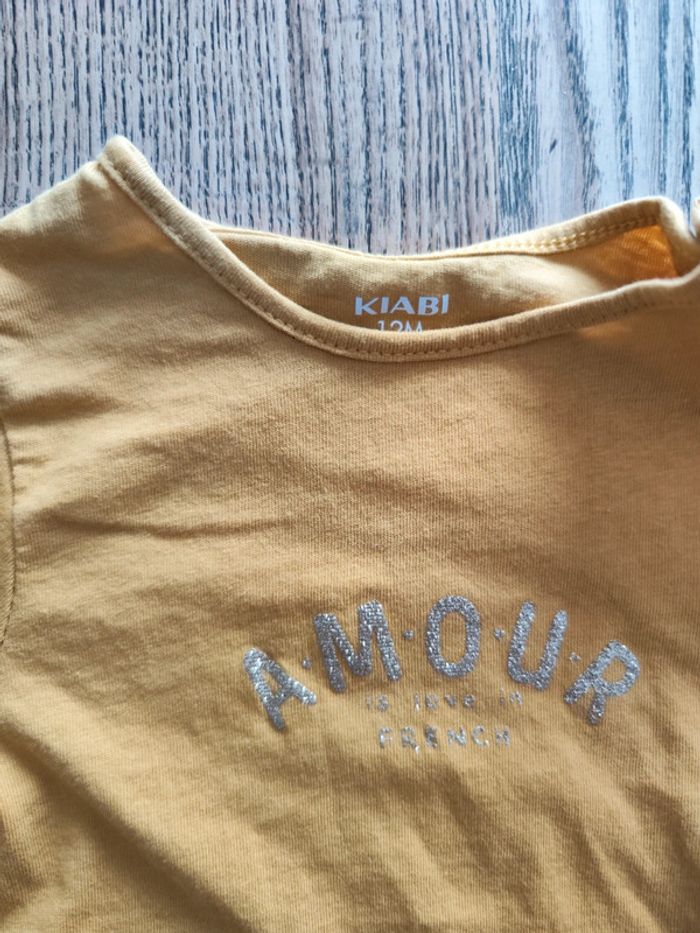 KIABI
12M
A·M·O·U·R
is love in
FRENCH